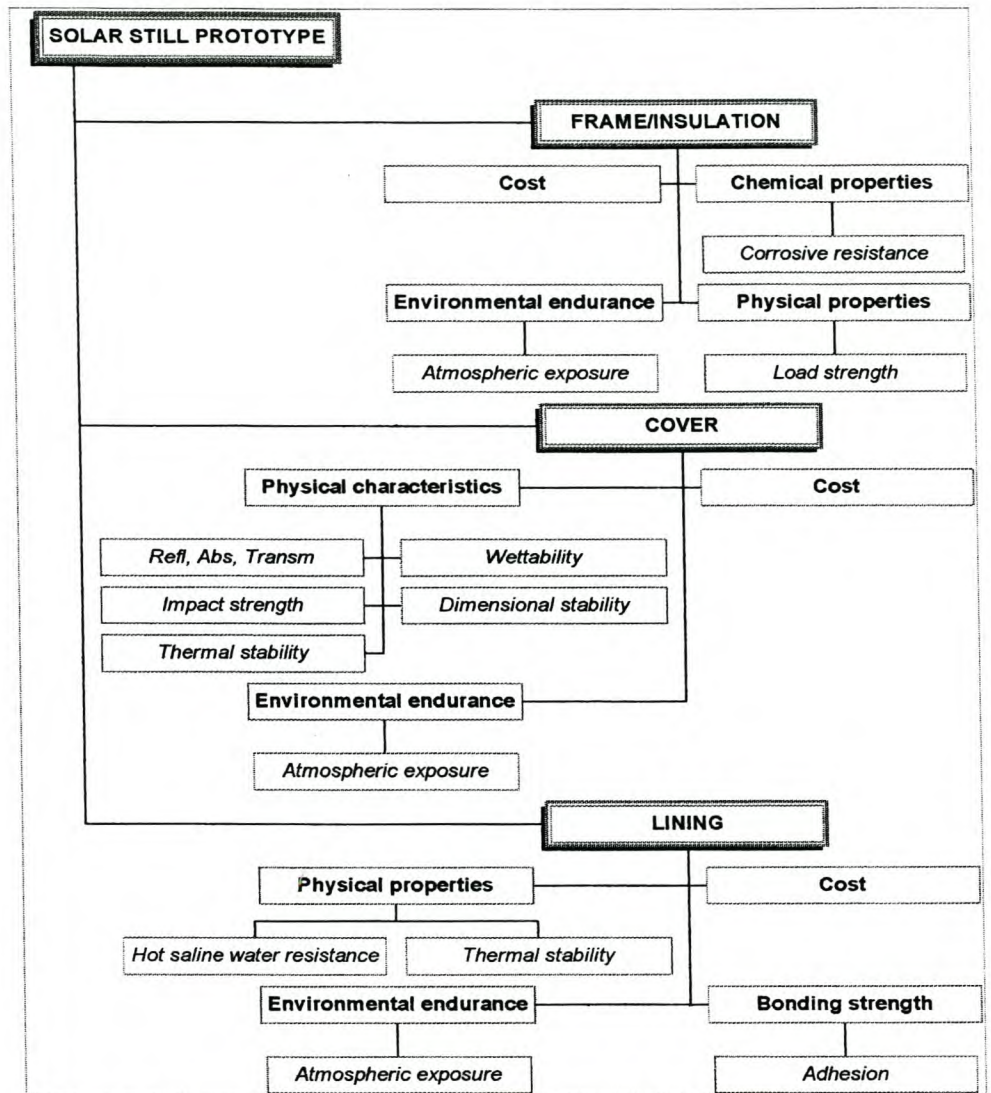 SOLAR STILL PROTOTYPE
FRAME/INSULATION
Cost
Chemical properties
Corrosive resistance
Environmental endurance
Physical properties
Atmospheric exposure
Load strength
COVER
Physical characteristics
Cost
Refl, Abs, Transm
Wettability
Impact strength
Dimensional stability
Thermal stability
Environmental endurance
Atmospheric exposure
LINING
Physical properties
Cost
Hot saline water resistance
Thermal stability
Environmental endurance
Bonding strength
Atmospheric exposure
Adhesion